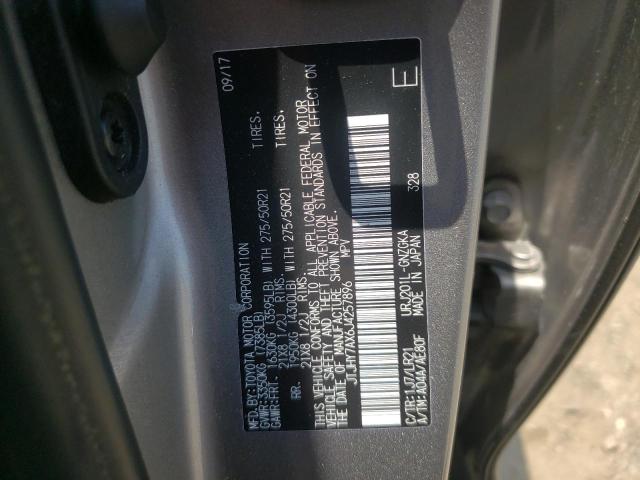 MFD.BY:TOYOTA MOTOR CORPORATION 09/17
GVWR:3350KG (7385LB)
GAWR:FRT. 1630KG (3595LB) WITH 275/50R21 TIRES.
21X8 1/2J RIMS.
RR. 1950KG (4300LB) WITH 275/50R21 TIRES.
21X8 1/2J RIMS.
THIS VEHICLE CONFORMS TO ALL APPLICABLE FEDERAL MOTOR
VEHICLE SAFETY AND THEFT PREVENTION STANDARDS IN EFFECT ON
THE DATE OF MANUFACTURE SHOWN ABOVE.
JTJHY7AX0J4257896 MPV E
C/TR:1J7/LR21 URJ201L-GNZGKA 328
A/TM:A04A/AE80F MADE IN JAPAN